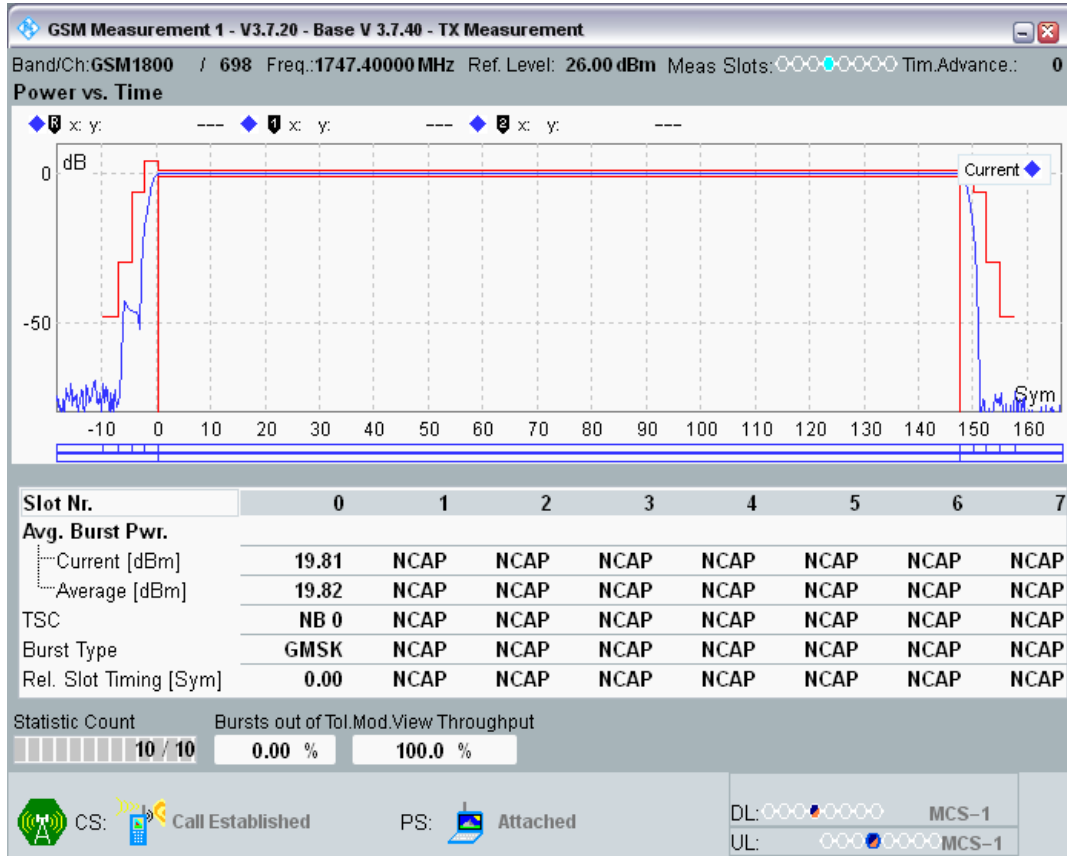 GSM Measurement 1 - V3.7.20 - Base V 3.7.40 - TX Measurement
Band/Ch:GSM1800 / 698 Freq.:1747.40000 MHz Ref. Level: 26.00 dBm Meas Slots: Tim.Advance.: 0
Power vs. Time
R x: y: --- 1 x: y: --- 2 x: y: ---
dB
Current
0
-50
Sym
-10 0 10 20 30 40 50 60 70 80 90 100 110 120 130 140 150 160
Slot Nr. 0 1 2 3 4 5 6 7
Avg. Burst Pwr.
Current [dBm] 19.81 NCAP NCAP NCAP NCAP NCAP NCAP NCAP
Average [dBm] 19.82 NCAP NCAP NCAP NCAP NCAP NCAP NCAP
TSC NB 0 NCAP NCAP NCAP NCAP NCAP NCAP NCAP
Burst Type GMSK NCAP NCAP NCAP NCAP NCAP NCAP NCAP
Rel. Slot Timing [Sym] 0.00 NCAP NCAP NCAP NCAP NCAP NCAP NCAP
Statistic Count Bursts out of Tol. Mod.View Throughput
10 / 10 0.00 % 100.0 %
CS: Call Established PS: Attached
DL: MCS-1
UL: MCS-1